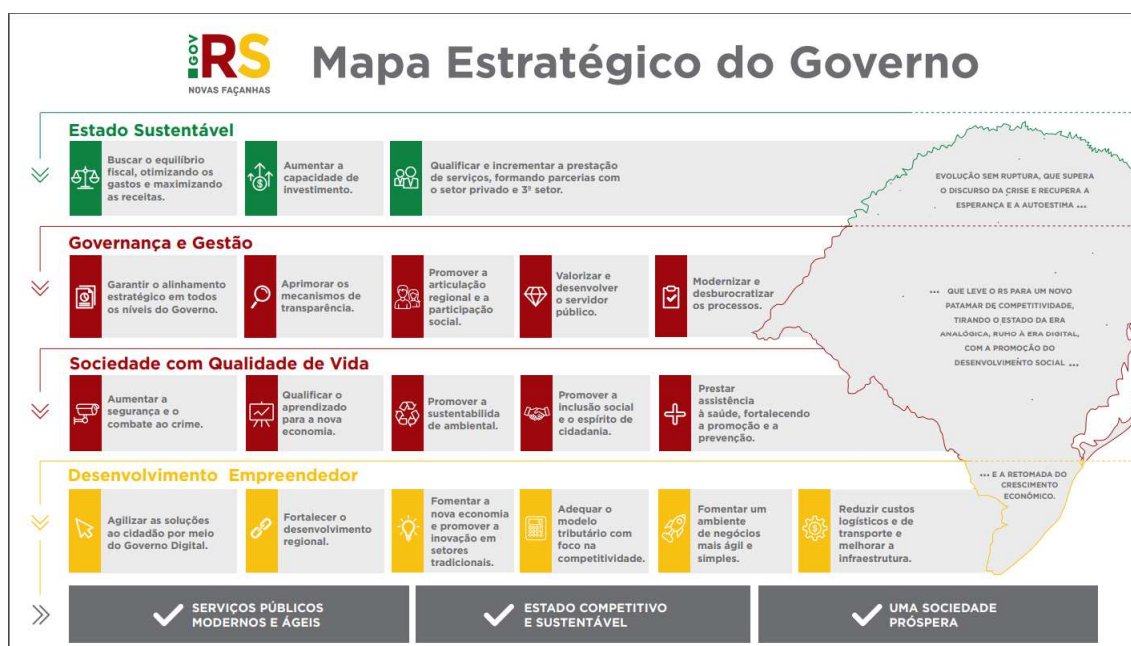 GOV
RS
NOVAS FAÇANHAS
Mapa Estratégico do Governo
Estado Sustentável
Buscar o equilíbrio
fiscal, otimizando os
gastos e maximizando
as receitas.
Aumentar a
capacidade de
investimento.
Qualificar e incrementar a prestação
de serviços, formando parcerias com
o setor privado e 3º setor.
EVOLUÇÃO SEM RUPTURA, QUE SUPERA
O DISCURSO DA CRISE E RECUPERA A
ESPERANÇA E A AUTOESTIMA ...
Governança e Gestão
Garantir o alinhamento
estratégico em todos
os níveis do Governo.
Aprimorar os
mecanismos de
transparência.
Promover a
articulação
regional e a
participação
social.
Valorizar e
desenvolver
o servidor
público.
Modernizar e
desburocratizar
os processos.
... QUE LEVE O RS PARA UM NOVO
PATAMAR DE COMPETITIVIDADE,
TIRANDO O ESTADO DA ERA
ANALÓGICA, RUMO À ERA DIGITAL,
COM A PROMOÇÃO DO
DESENVOLVIMENTO SOCIAL ...
Sociedade com Qualidade de Vida
Aumentar a
segurança e o
combate ao crime.
Qualificar o
aprendizado
para a nova
economia.
Promover a
sustentabilida
de ambiental.
Promover a
inclusão social
e o espírito de
cidadania.
Prestar
assistência
à saúde, fortalecendo
a promoção e a
prevenção.
Desenvolvimento Empreendedor
Agilizar as soluções
ao cidadão por meio
do Governo Digital.
Fortalecer o
desenvolvimento
regional.
Fomentar a
nova economia
e promover a
inovação em
setores
tradicionais.
Adequar o
modelo
tributário com
foco na
competitividade.
Fomentar um
ambiente
de negócios
mais ágil e
simples.
Reduzir custos
logísticos e de
transporte e
melhorar a
infraestrutura.
... E A RETOMADA DO
CRESCIMENTO
ECONÔMICO.
SERVIÇOS PÚBLICOS
MODERNOS E ÁGEIS
ESTADO COMPETITIVO
E SUSTENTÁVEL
UMA SOCIEDADE
PRÓSPERA